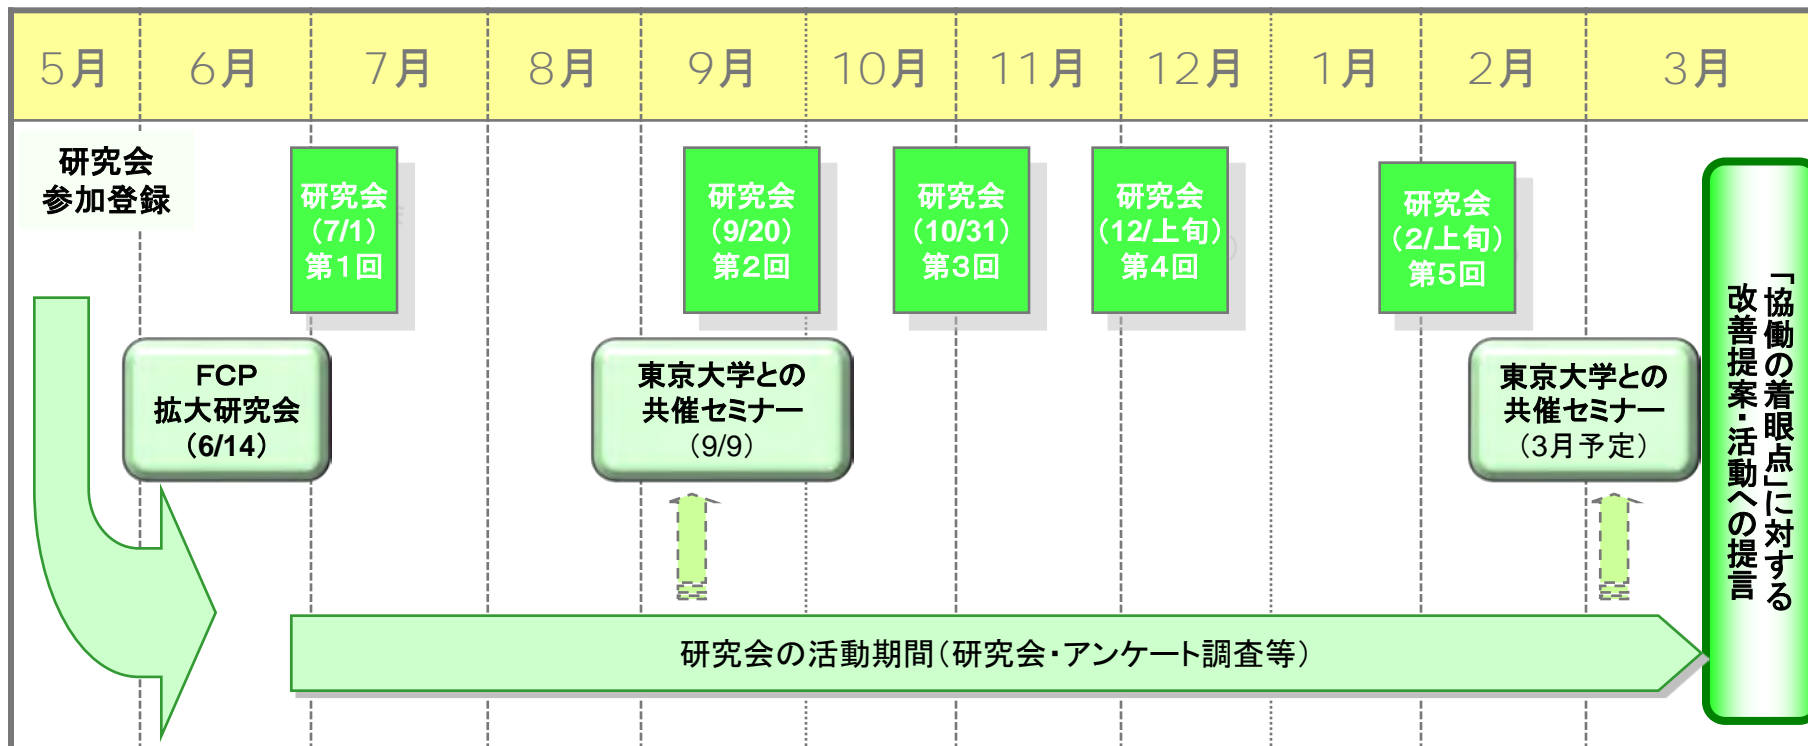 5月 6月 7月 8月 9月 10月 11月 12月 1月 2月 3月
研究会
参加登録
研究会
(7/1)
第1回
研究会
(9/20)
第2回
研究会
(10/31)
第3回
研究会
(12/上旬)
第4回
研究会
(2/上旬)
第5回
FCP
拡大研究会
(6/14)
東京大学との
共催セミナー
(9/9)
東京大学との
共催セミナー
(3月予定)
「協働の着眼点」に対する
改善提案・活動への提言
研究会の活動期間(研究会・アンケート調査等)